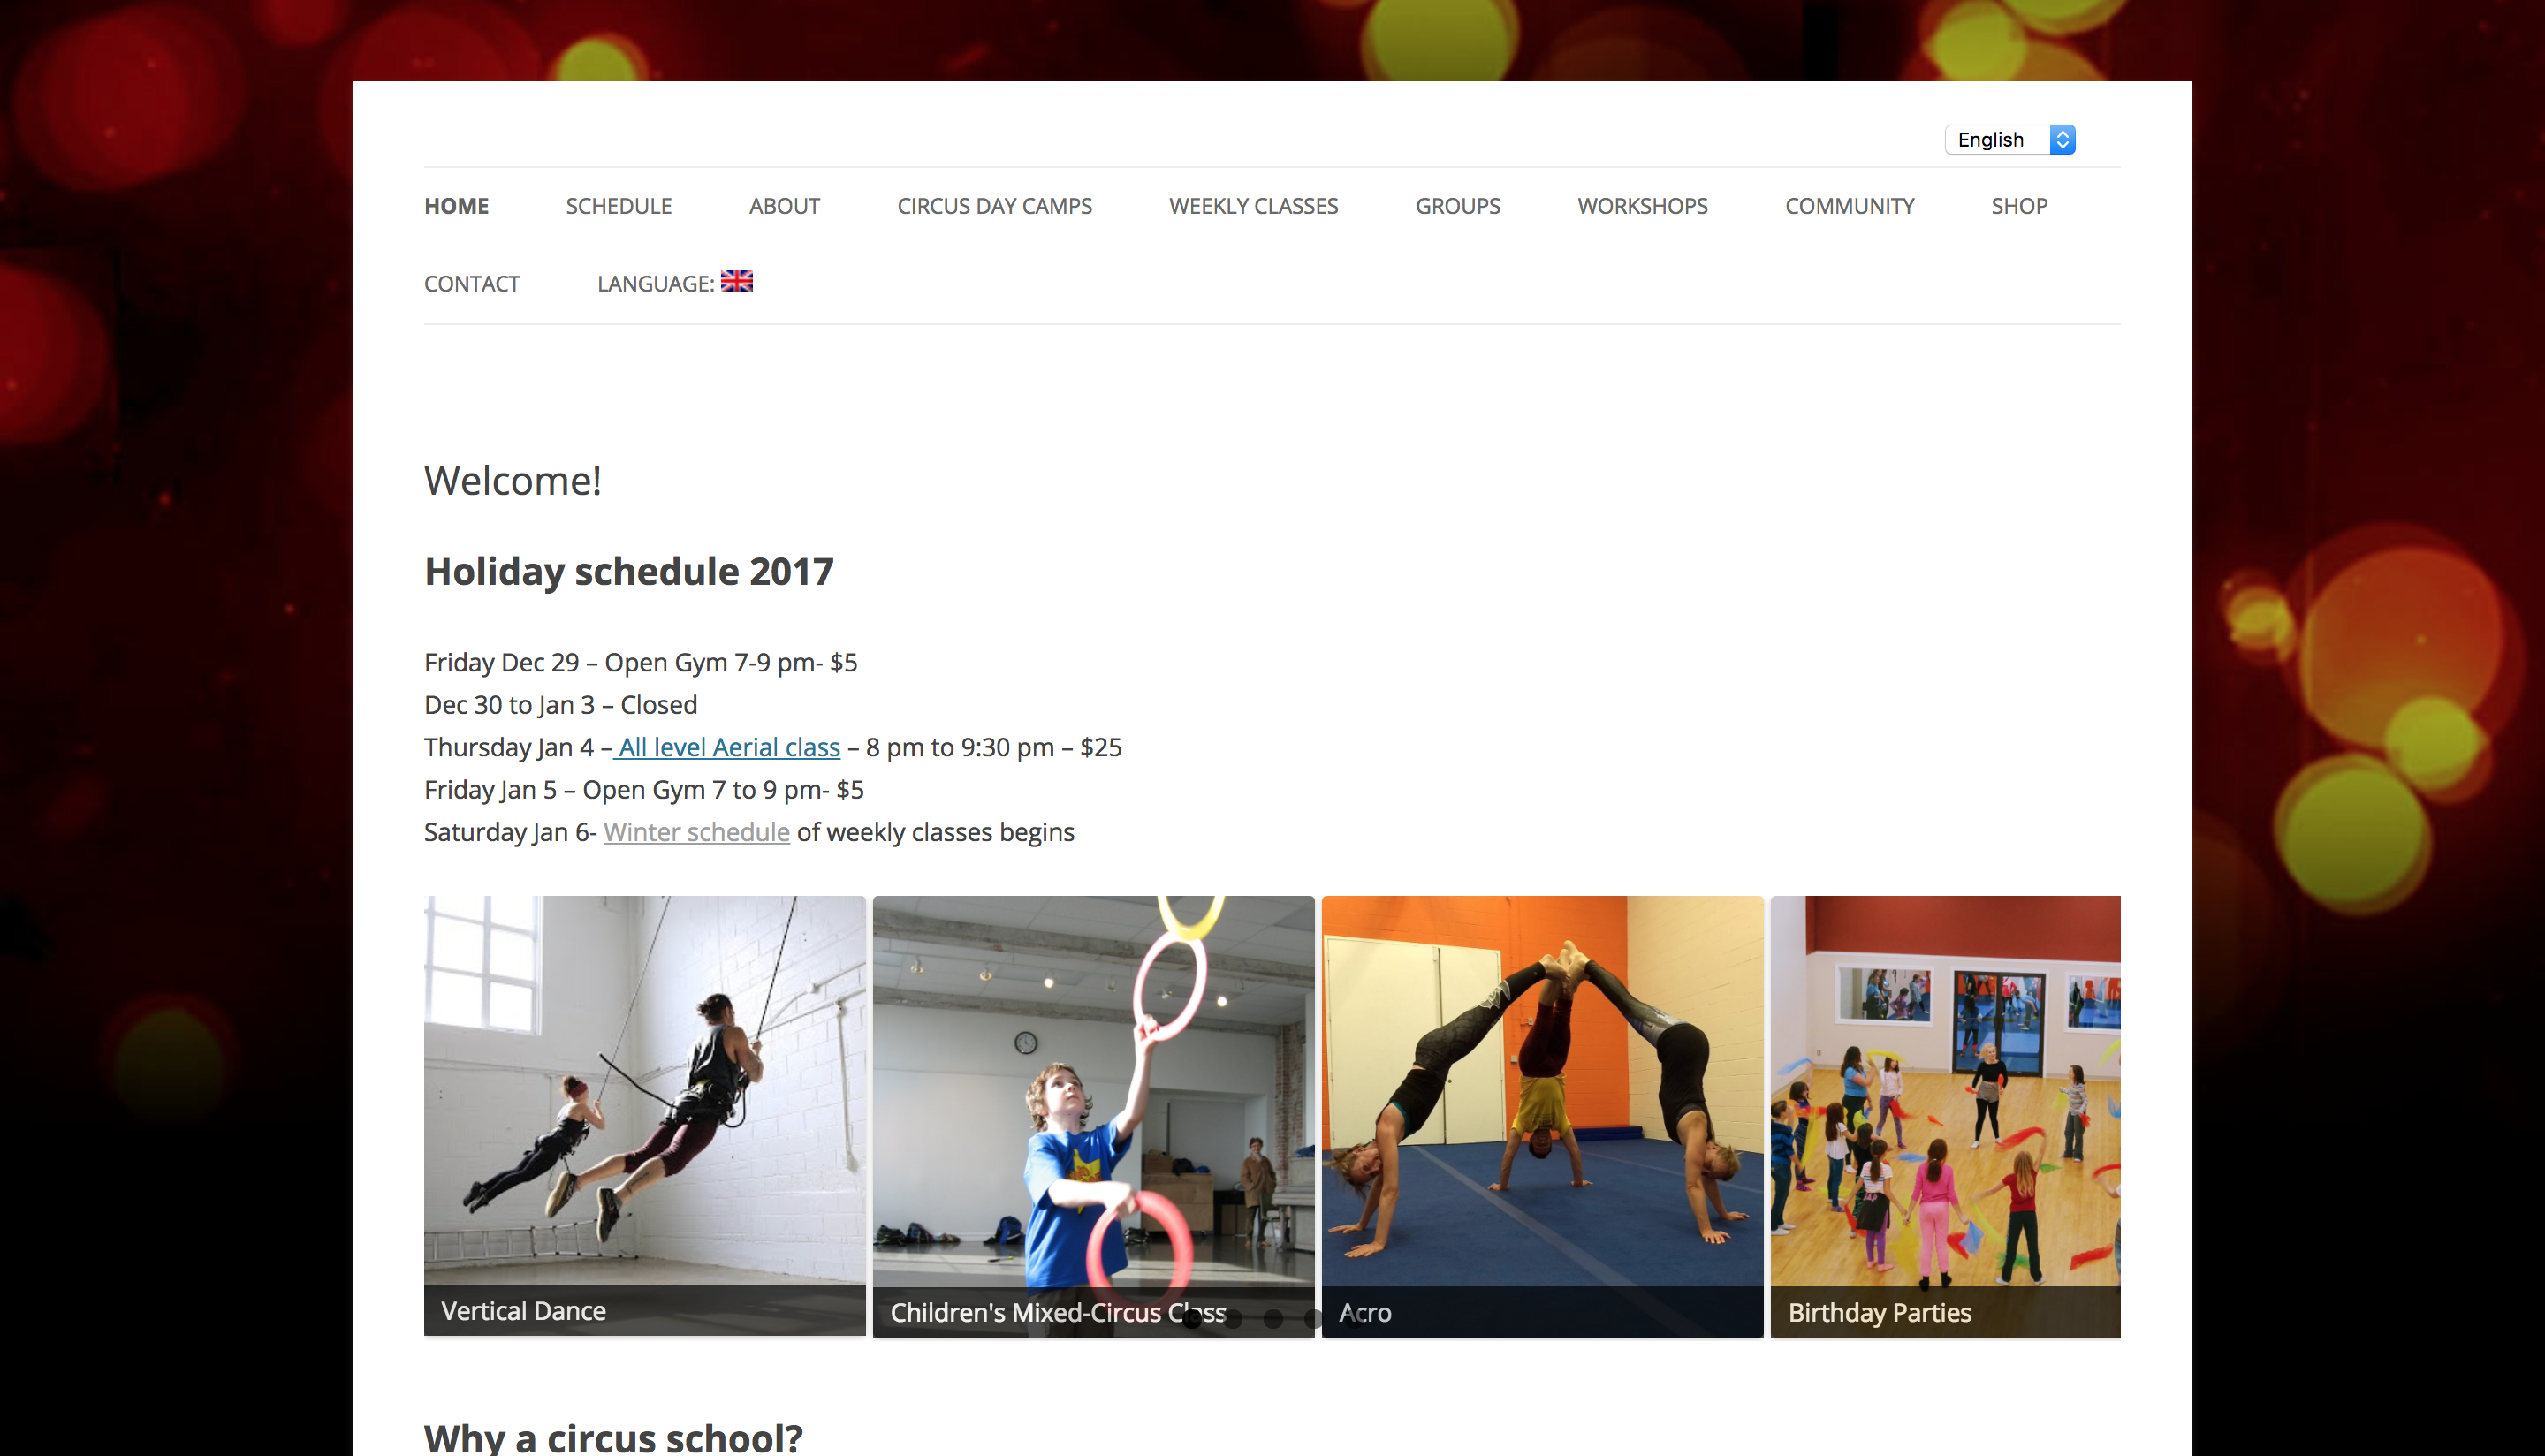 English
HOME SCHEDULE ABOUT CIRCUS DAY CAMPS WEEKLY CLASSES GROUPS WORKSHOPS COMMUNITY SHOP
CONTACT LANGUAGE:
Welcome!
Holiday schedule 2017
Friday Dec 29 – Open Gym 7-9 pm- $5
Dec 30 to Jan 3 – Closed
Thursday Jan 4 – All level Aerial class – 8 pm to 9:30 pm – $25
Friday Jan 5 – Open Gym 7 to 9 pm- $5
Saturday Jan 6- Winter schedule of weekly classes begins
Vertical Dance
Children's Mixed-Circus Class
Acro
Birthday Parties
Why a circus school?